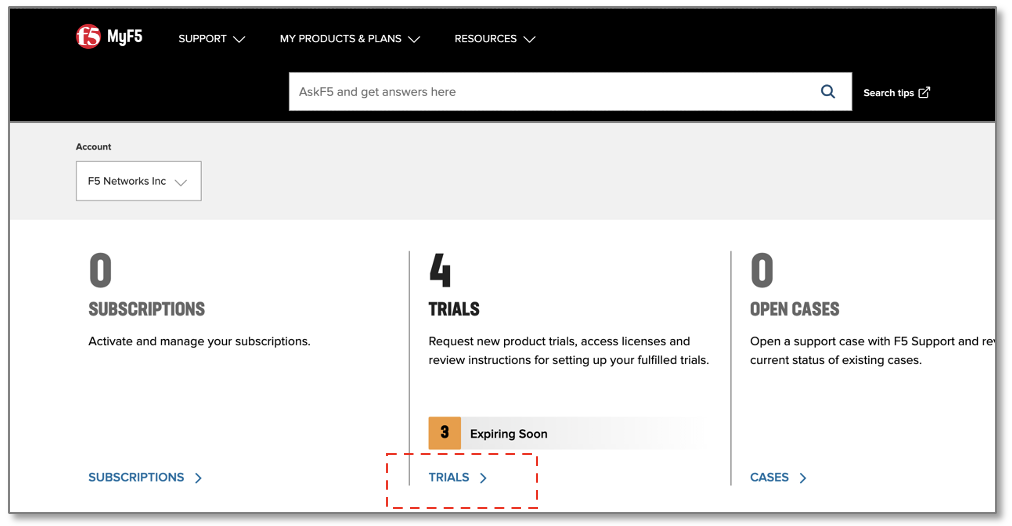 f5 MyF5 SUPPORT MY PRODUCTS & PLANS RESOURCES
AskF5 and get answers here Search tips
Account
F5 Networks Inc
0
SUBSCRIPTIONS
Activate and manage your subscriptions.
SUBSCRIPTIONS
4
TRIALS
Request new product trials, access licenses and
review instructions for setting up your fulfilled trials.
3 Expiring Soon
TRIALS
0
OPEN CASES
Open a support case with F5 Support and
current status of existing cases.
CASES